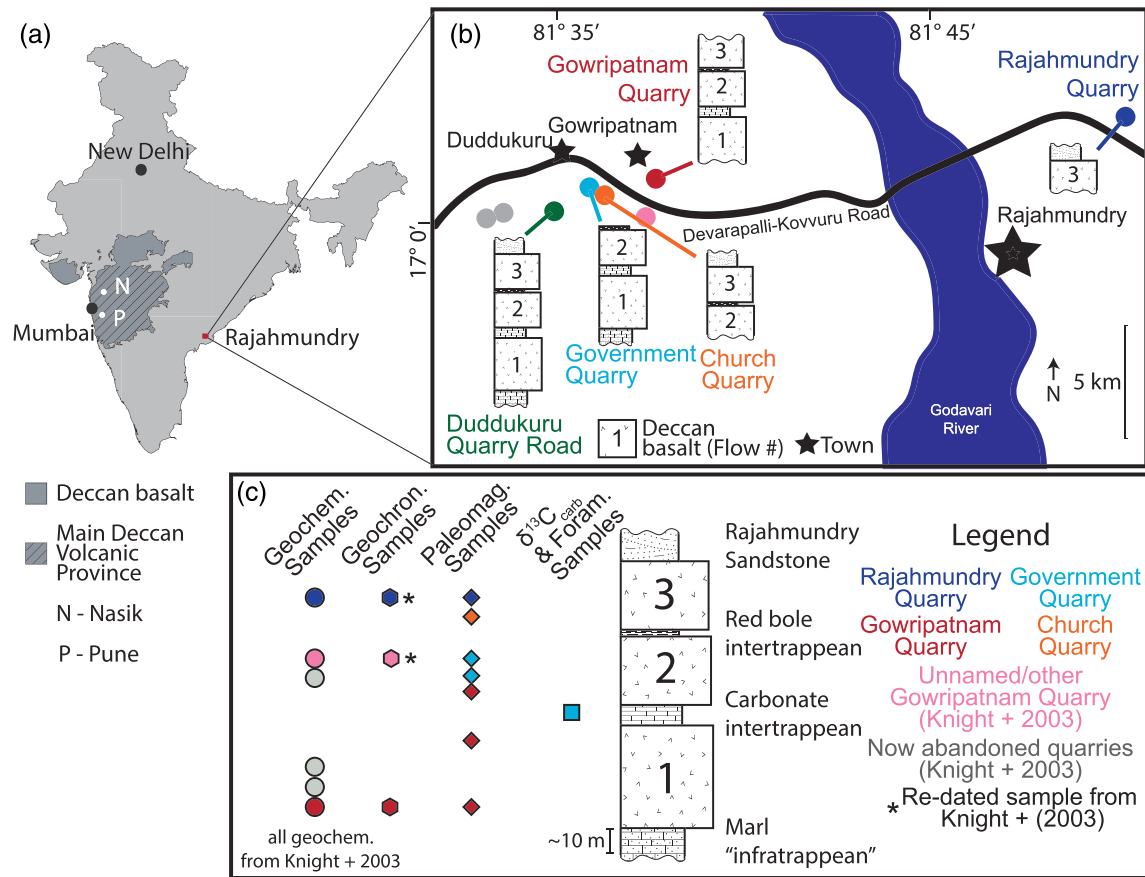 (a)
New Delhi
N
P
Mumbai
Rajahmundry
Deccan basalt
Main Deccan
Volcanic
Province
N - Nasik
P - Pune
(b)
81° 35′
81° 45′
17° 0′
Gowripatnam
Quarry
3
2
1
Rajahmundry
Quarry
3
Duddukuru
Gowripatnam
Devarapalli-Kovvuru Road
Rajahmundry
3
2
1
2
1
3
2
Government
Quarry
Church
Quarry
Duddukuru
Quarry Road
1
Deccan
basalt (Flow #)
Town
Godavari
River
N
5 km
(c)
Geochem.
Samples
Geochron.
Samples
Paleomag.
Samples
δ13C carb
& Foram.
Samples
*
*
all geochem.
from Knight + 2003
3
2
1
~10 m
Rajahmundry
Sandstone
Red bole
intertrappean
Carbonate
intertrappean
Marl
“infratrappean”
Legend
Rajahmundry
Quarry
Government
Quarry
Gowripatnam
Quarry
Church
Quarry
Unnamed/other
Gowripatnam Quarry
(Knight + 2003)
Now abandoned quarries
(Knight + 2003)
* Re-dated sample from
Knight + (2003)